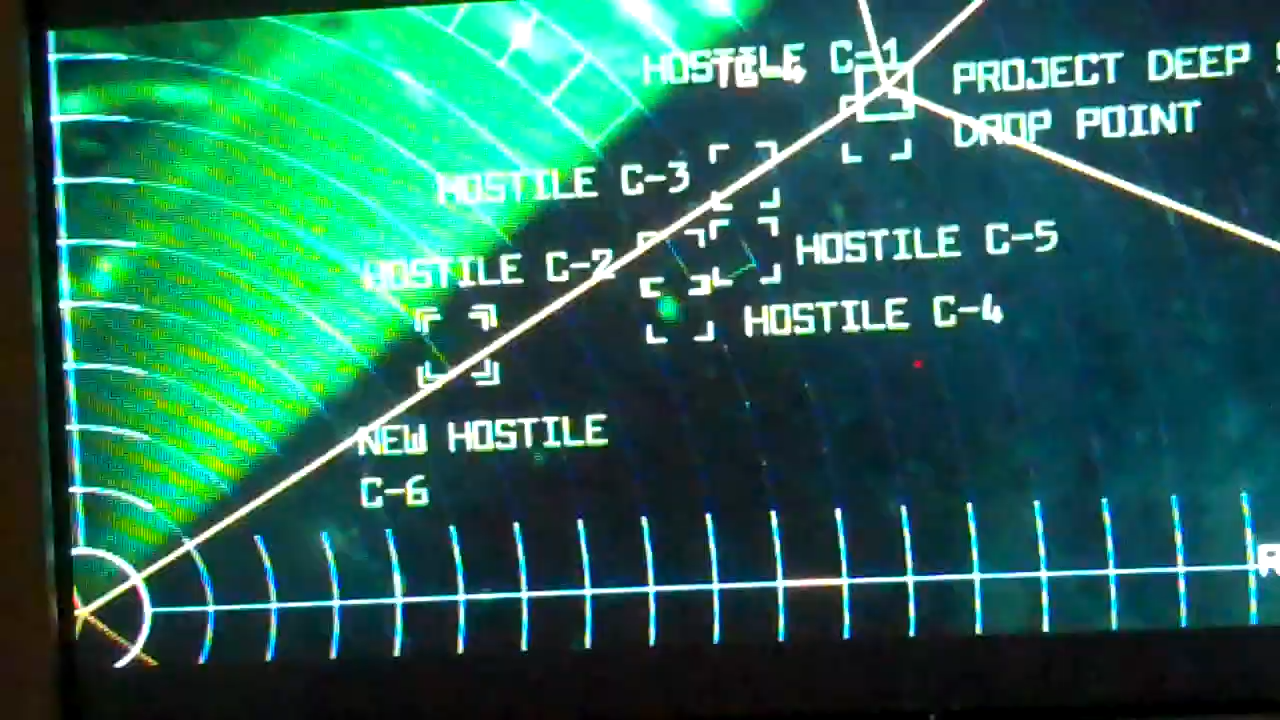 HOSTILE C-1
PROJECT DEEP
DROP POINT
HOSTILE C-3
HOSTILE C-5
HOSTILE C-2
HOSTILE C-4
NEW HOSTILE
C-6